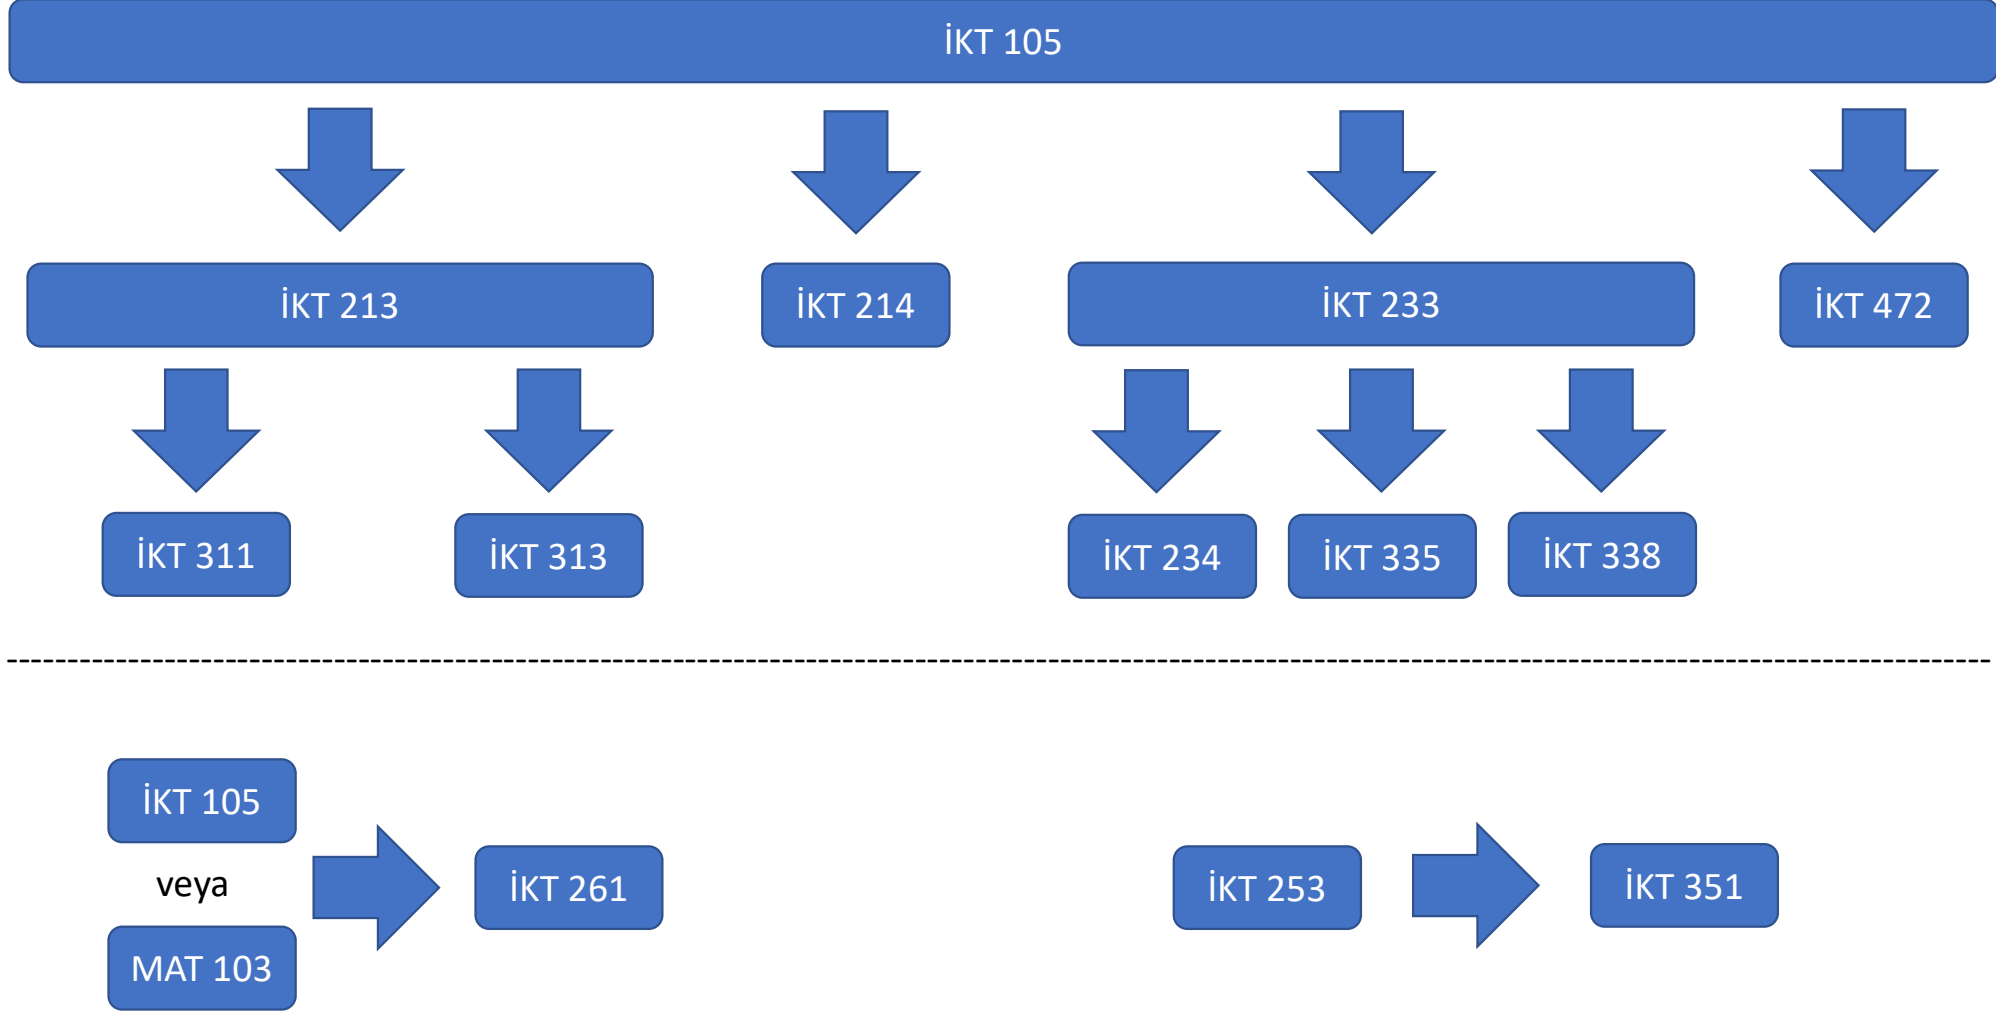 İKT 105
İKT 213
İKT 214
İKT 233
İKT 472
İKT 311
İKT 313
İKT 234
İKT 335
İKT 338
İKT 105
veya
MAT 103
İKT 261
İKT 253
İKT 351